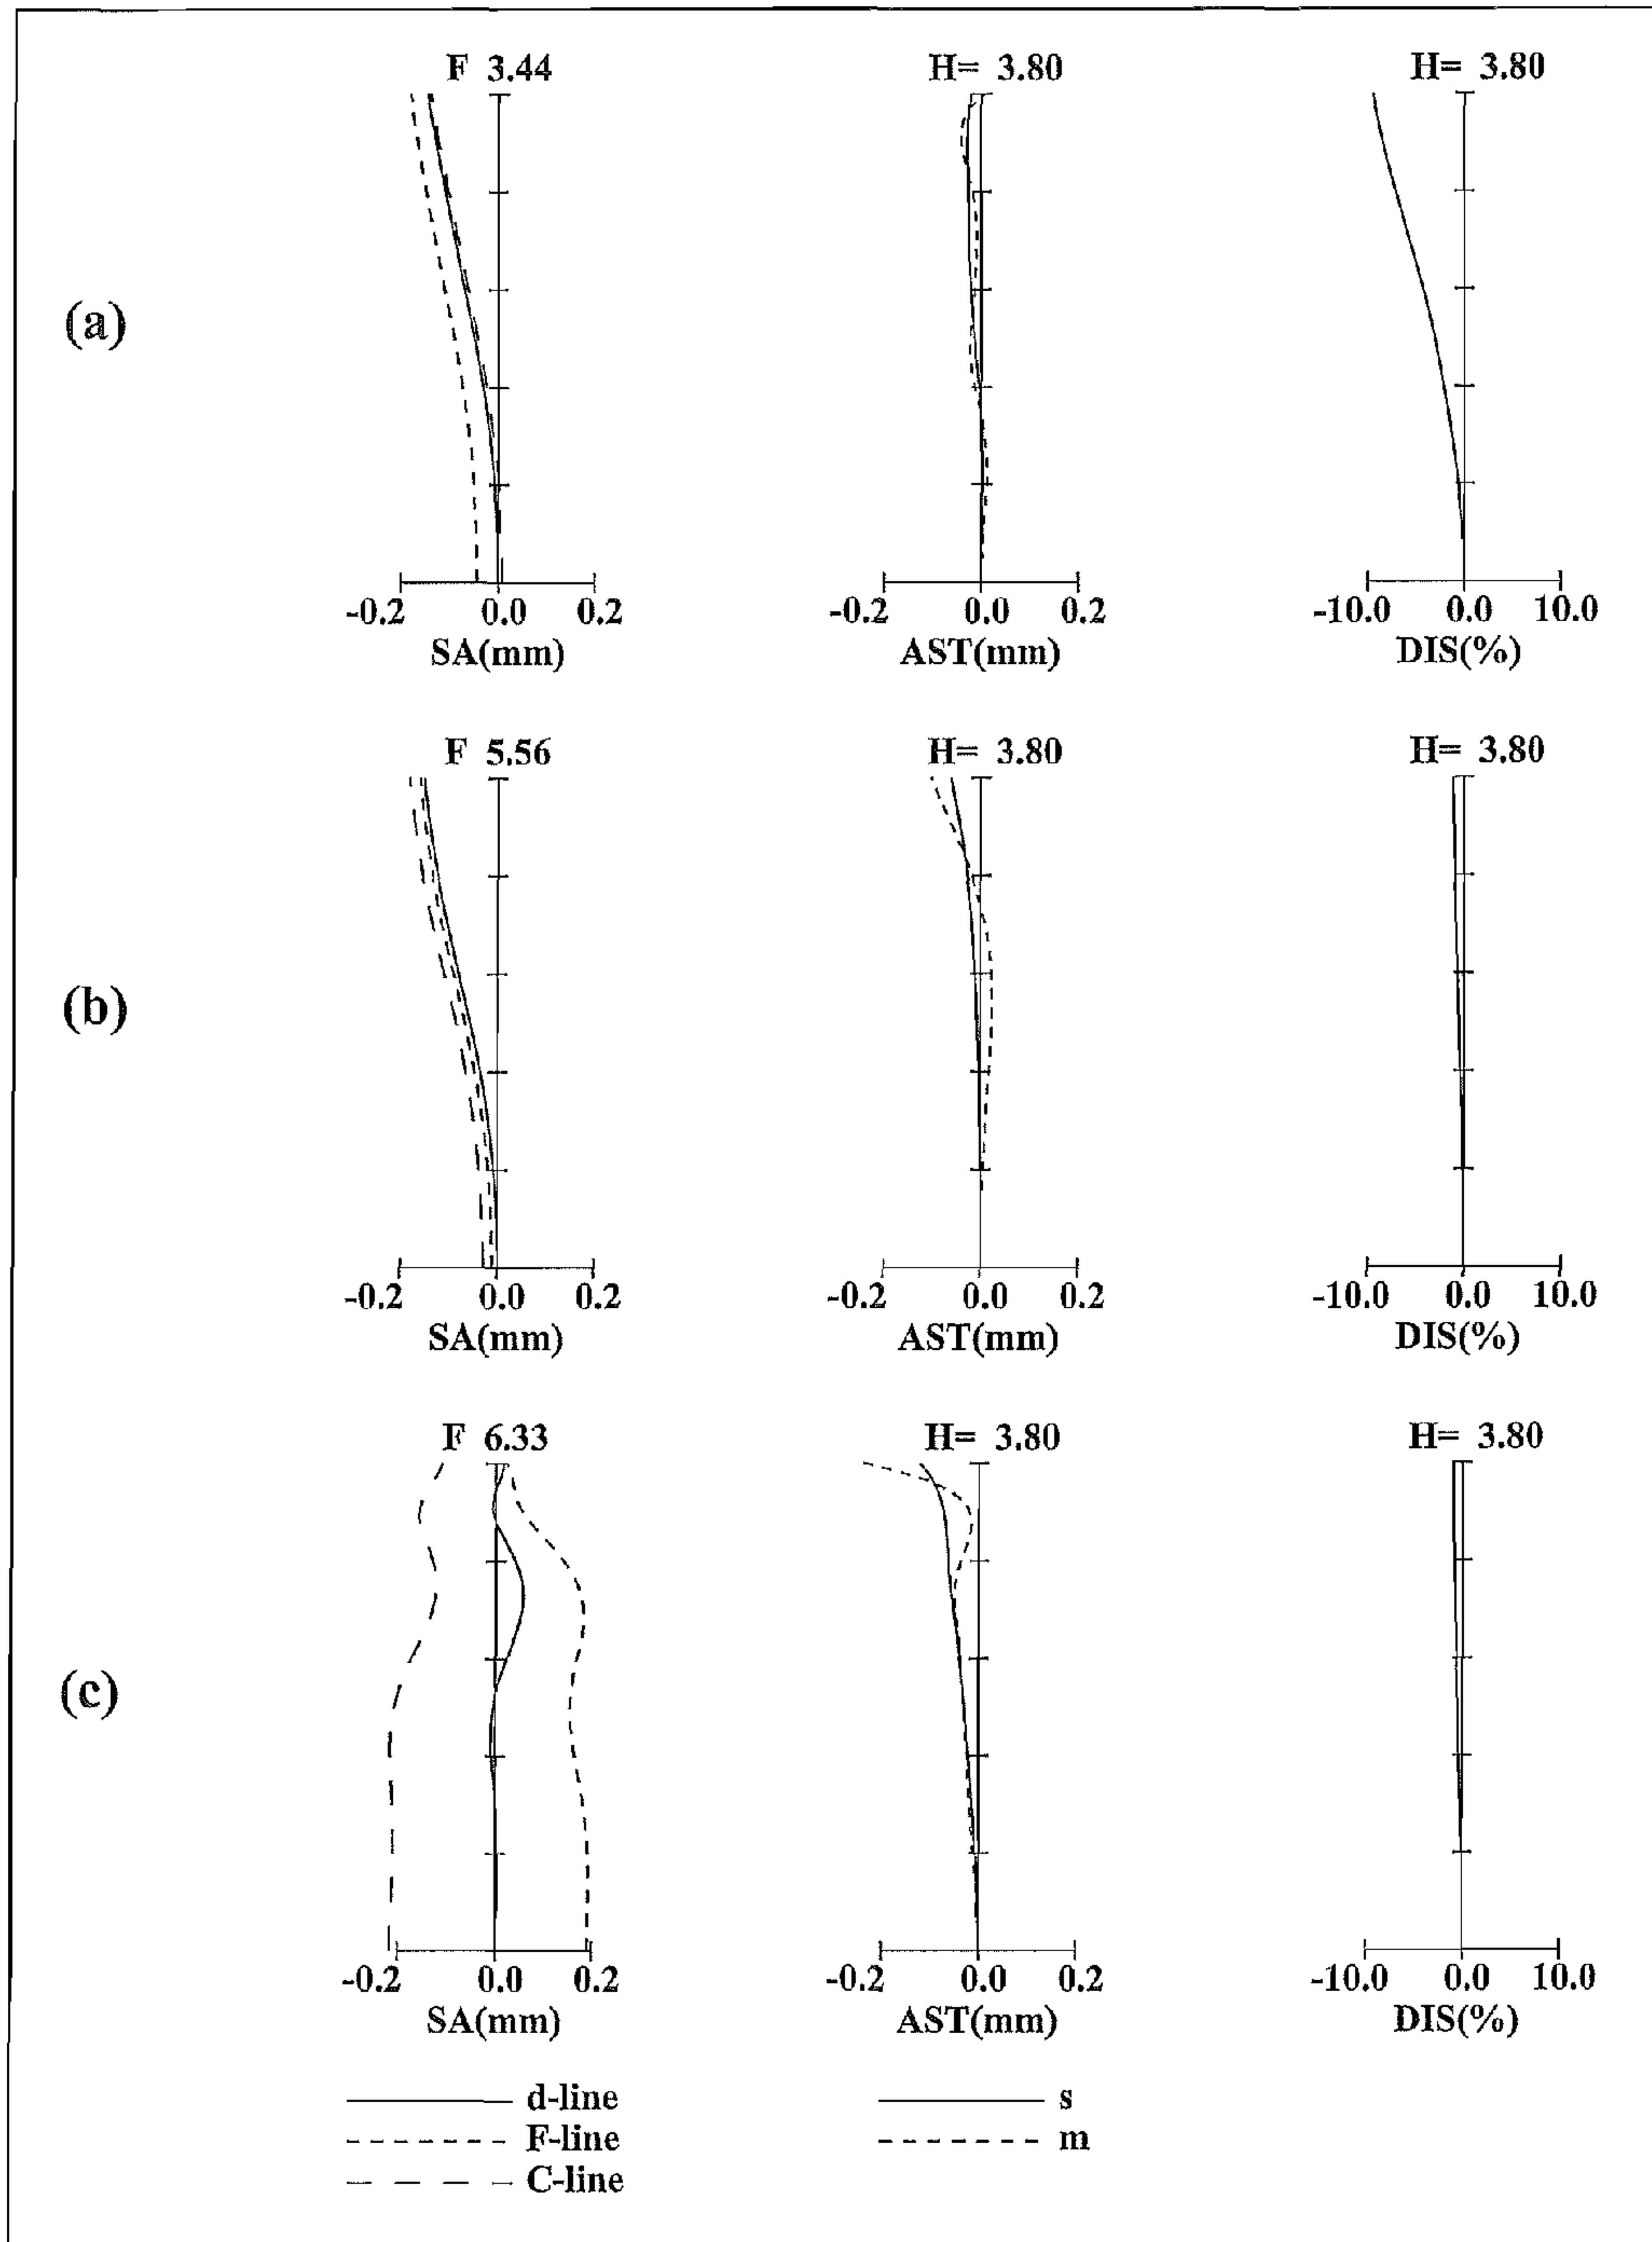 F 3.44 H= 3.80 H= 3.80
(a)
-0.2 0.0 0.2 -0.2 0.0 0.2 -10.0 0.0 10.0
SA(mm) AST(mm) DIS(%)
F 5.56 H= 3.80 H= 3.80
(b)
-0.2 0.0 0.2 -0.2 0.0 0.2 -10.0 0.0 10.0
SA(mm) AST(mm) DIS(%)
F 6.33 H= 3.80 H= 3.80
(c)
-0.2 0.0 0.2 -0.2 0.0 0.2 -10.0 0.0 10.0
SA(mm) AST(mm) DIS(%)
d-line s
F-line m
C-line